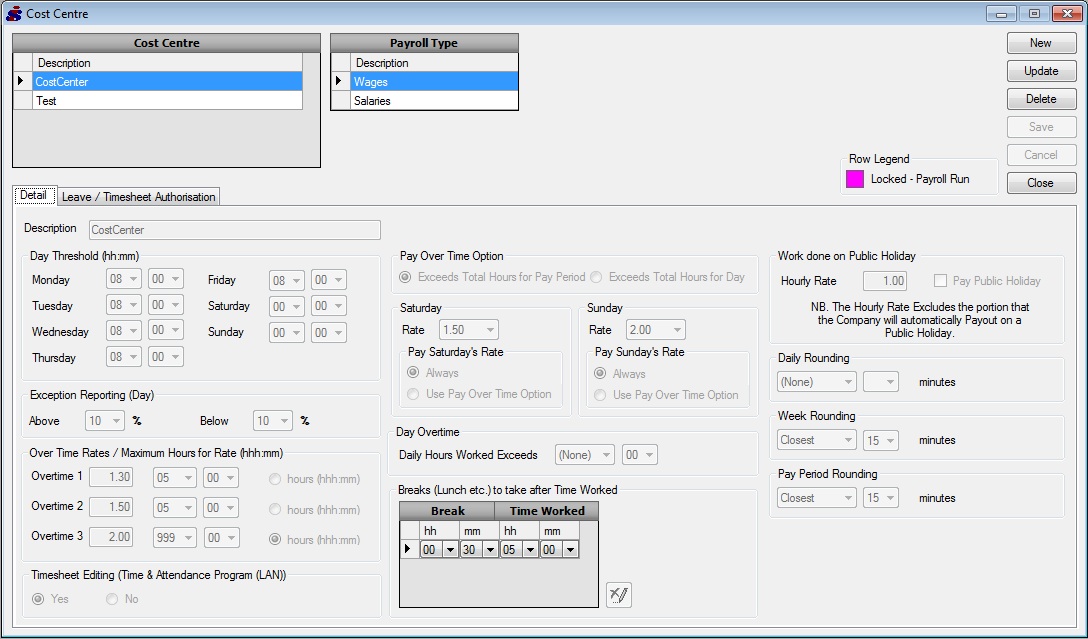 Cost Centre
Cost Centre
Description
CostCenter
Test
Payroll Type
Description
Wages
Salaries
New
Update
Delete
Save
Cancel
Close
Row Legend
Locked - Payroll Run
Detail
Leave / Timesheet Authorisation
Description CostCenter
Day Threshold (hh:mm)
Monday 08 00 Friday 08 00
Tuesday 08 00 Saturday 00 00
Wednesday 08 00 Sunday 00 00
Thursday 08 00
Exception Reporting (Day)
Above 10 % Below 10 %
Over Time Rates / Maximum Hours for Rate (hhh:mm)
Overtime 1 1.30 05 00 hours (hhh:mm)
Overtime 2 1.50 05 00 hours (hhh:mm)
Overtime 3 2.00 999 00 hours (hhh:mm)
Timesheet Editing (Time & Attendance Program (LAN))
Yes No
Pay Over Time Option
Exceeds Total Hours for Pay Period Exceeds Total Hours for Day
Saturday
Rate 1.50
Pay Saturday's Rate
Always
Use Pay Over Time Option
Sunday
Rate 2.00
Pay Sunday's Rate
Always
Use Pay Over Time Option
Day Overtime
Daily Hours Worked Exceeds (None) 00
Breaks (Lunch etc.) to take after Time Worked
Break Time Worked
hh mm hh mm
00 30 05 00
Work done on Public Holiday
Hourly Rate 1.00 Pay Public Holiday
NB. The Hourly Rate Excludes the portion that
the Company will automatically Payout on a
Public Holiday.
Daily Rounding
(None) minutes
Week Rounding
Closest 15 minutes
Pay Period Rounding
Closest 15 minutes